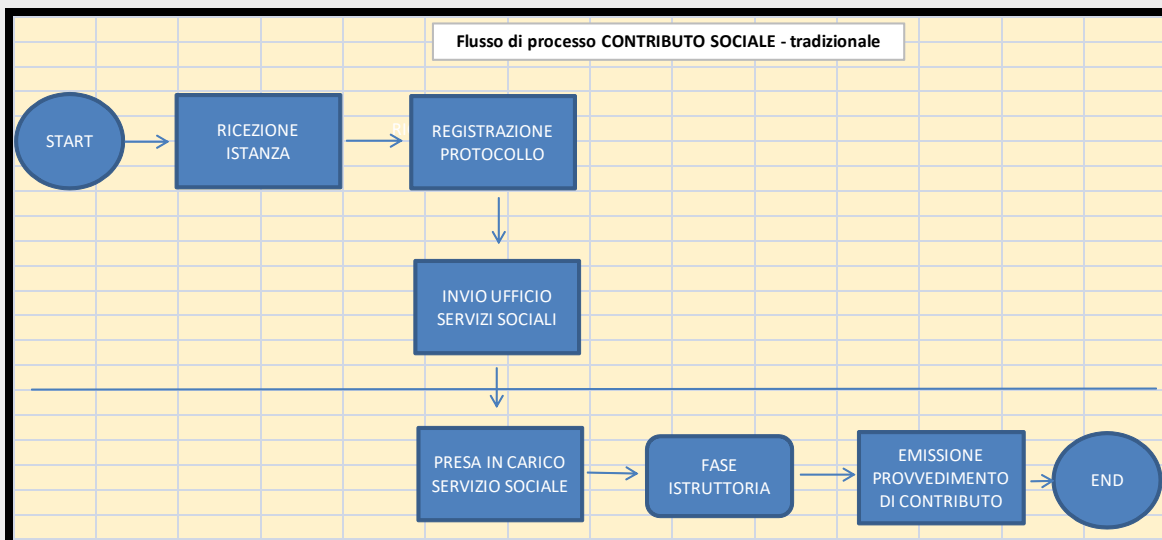 Flusso di processo CONTRIBUTO SOCIALE - tradizionale
START
RICEZIONE
ISTANZA
REGISTRAZIONE
PROTOCOLLO
INVIO UFFICIO
SERVIZI SOCIALI
PRESA IN CARICO
SERVIZIO SOCIALE
FASE
ISTRUTTORIA
EMISSIONE
PROVVEDIMENTO
DI CONTRIBUTO
END